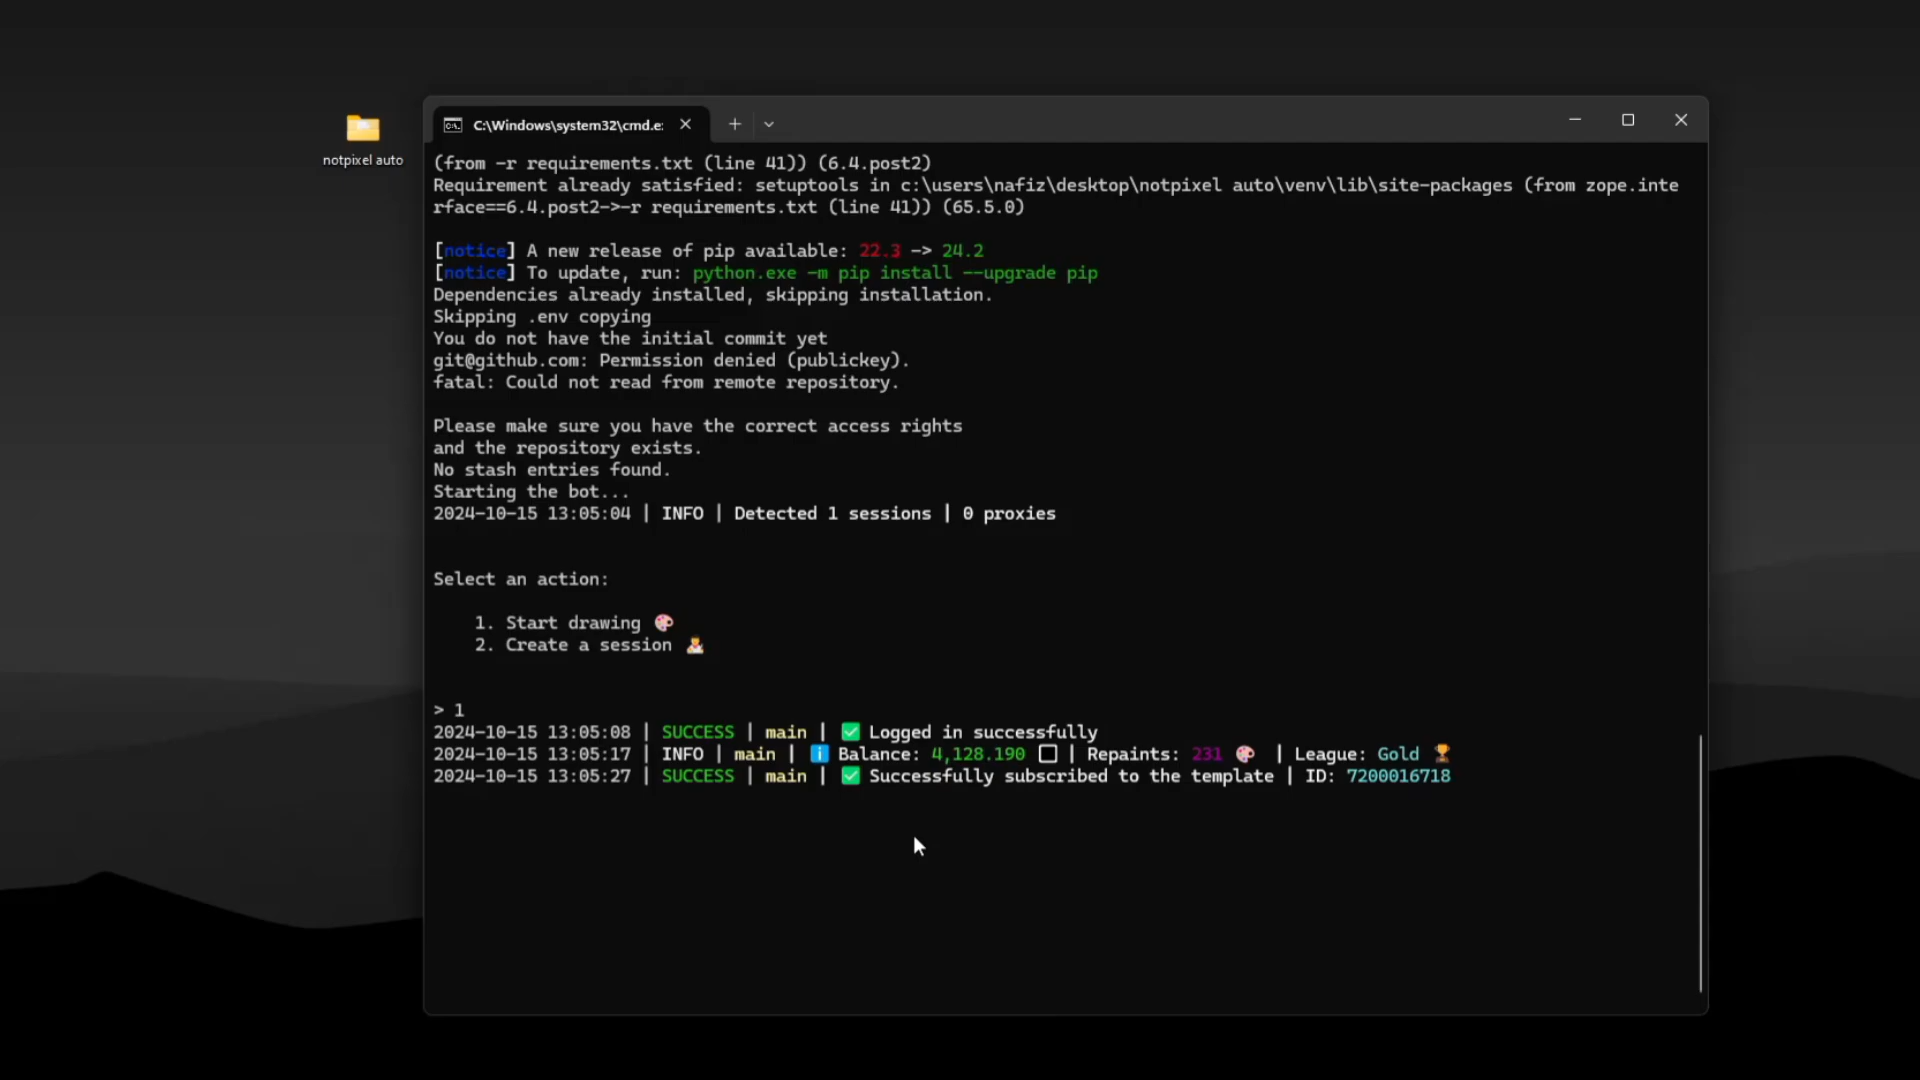 notpixel auto
C:\Windows\system32\cmd.e:
(from -r requirements.txt (line 41)) (6.4.post2)
Requirement already satisfied: setuptools in c:\users\nafiz\desktop\notpixel auto\venv\lib\site-packages (from zope.inte
rface==6.4.post2->-r requirements.txt (line 41)) (65.5.0)
[notice] A new release of pip available: 22.3 -> 24.2
[notice] To update, run: python.exe -m pip install --upgrade pip
Dependencies already installed, skipping installation.
Skipping .env copying
You do not have the initial commit yet
git@github.com: Permission denied (publickey).
fatal: Could not read from remote repository.
Please make sure you have the correct access rights
and the repository exists.
No stash entries found.
Starting the bot...
2024-10-15 13:05:04 | INFO | Detected 1 sessions | 0 proxies
Select an action:
1. Start drawing 🎨
2. Create a session 👨‍🎨
> 1
2024-10-15 13:05:08 | SUCCESS | main | ✅ Logged in successfully
2024-10-15 13:05:17 | INFO | main | ℹ️ Balance: 4,128.190 □ | Repaints: 231 🎨 | League: Gold 🏆
2024-10-15 13:05:27 | SUCCESS | main | ✅ Successfully subscribed to the template | ID: 7200016718